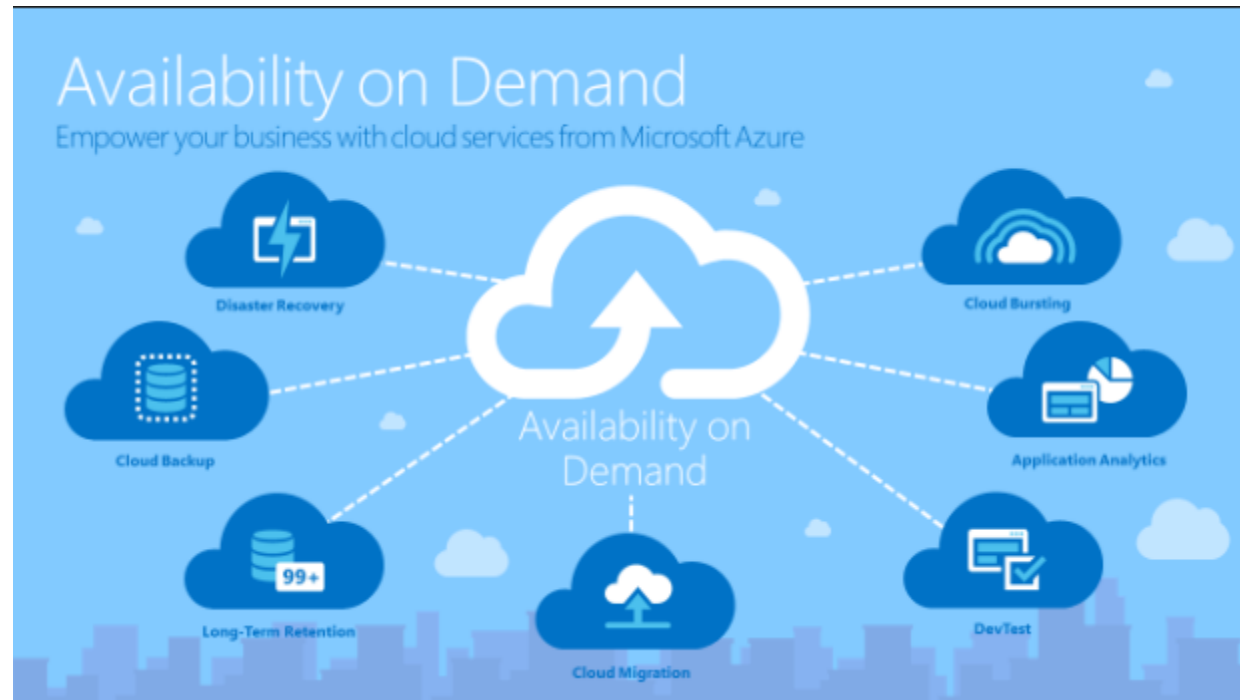 Availability on Demand
Empower your business with cloud services from Microsoft Azure
Disaster Recovery
Cloud Bursting
Cloud Backup
Availability on
Demand
Application Analytics
99+
Long-Term Retention
DevTest
Cloud Migration